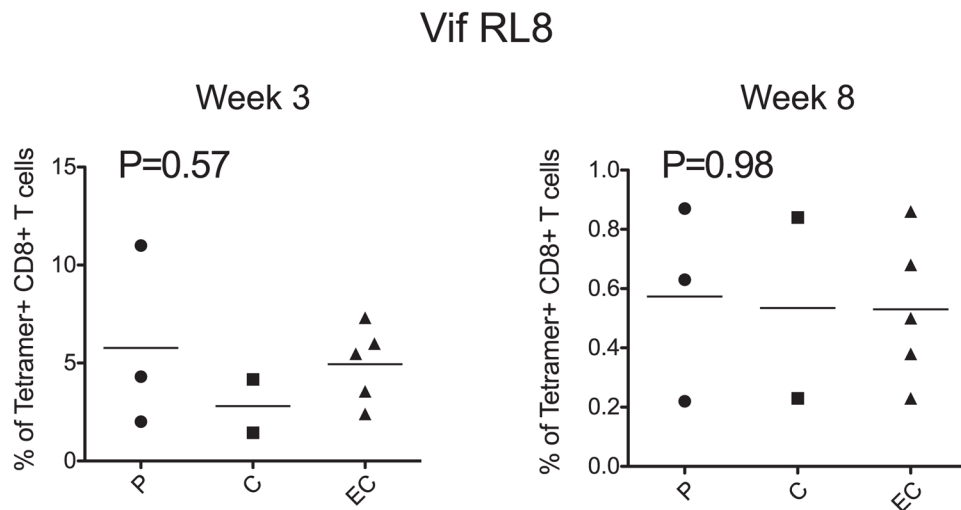 Vif RL8
Week 3
% of Tetramer+ CD8+ T cells
15
10
5
0
P=0.57
P
C
EC
Week 8
% of Tetramer+ CD8+ T cells
1.0
0.8
0.6
0.4
0.2
0.0
P=0.98
P
C
EC